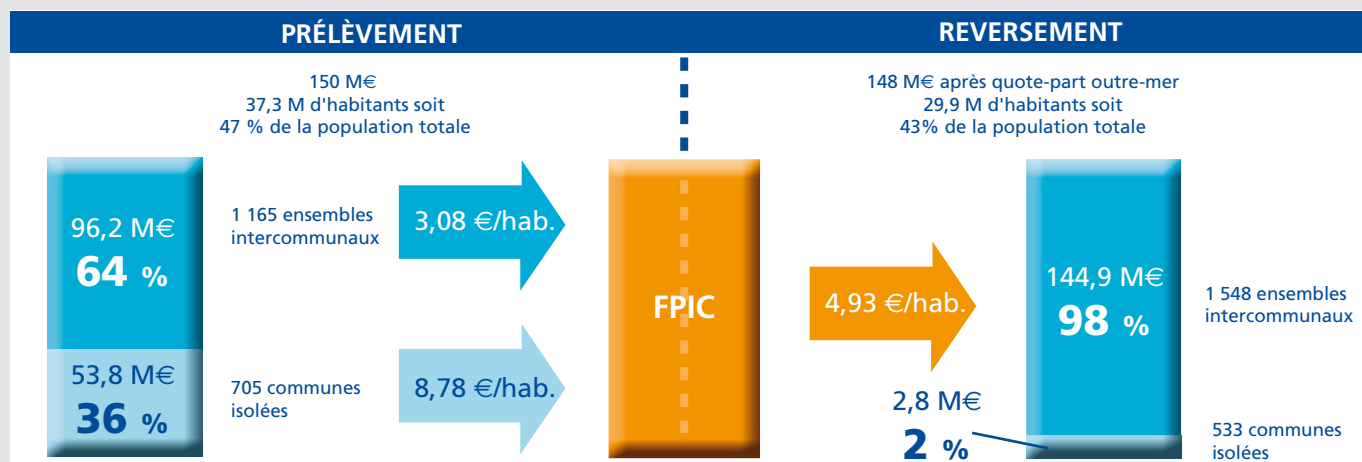 PRÉLÈVEMENT
150 M€
37,3 M d'habitants soit
47 % de la population totale
96,2 M€
64 %
1 165 ensembles
intercommunaux
3,08 €/hab.
53,8 M€
36 %
705 communes
isolées
8,78 €/hab.
FPIC
REVERSEMENT
148 M€ après quote-part outre-mer
29,9 M d'habitants soit
43% de la population totale
4,93 €/hab.
144,9 M€
98 %
1 548 ensembles
intercommunaux
2,8 M€
2 %
533 communes
isolées